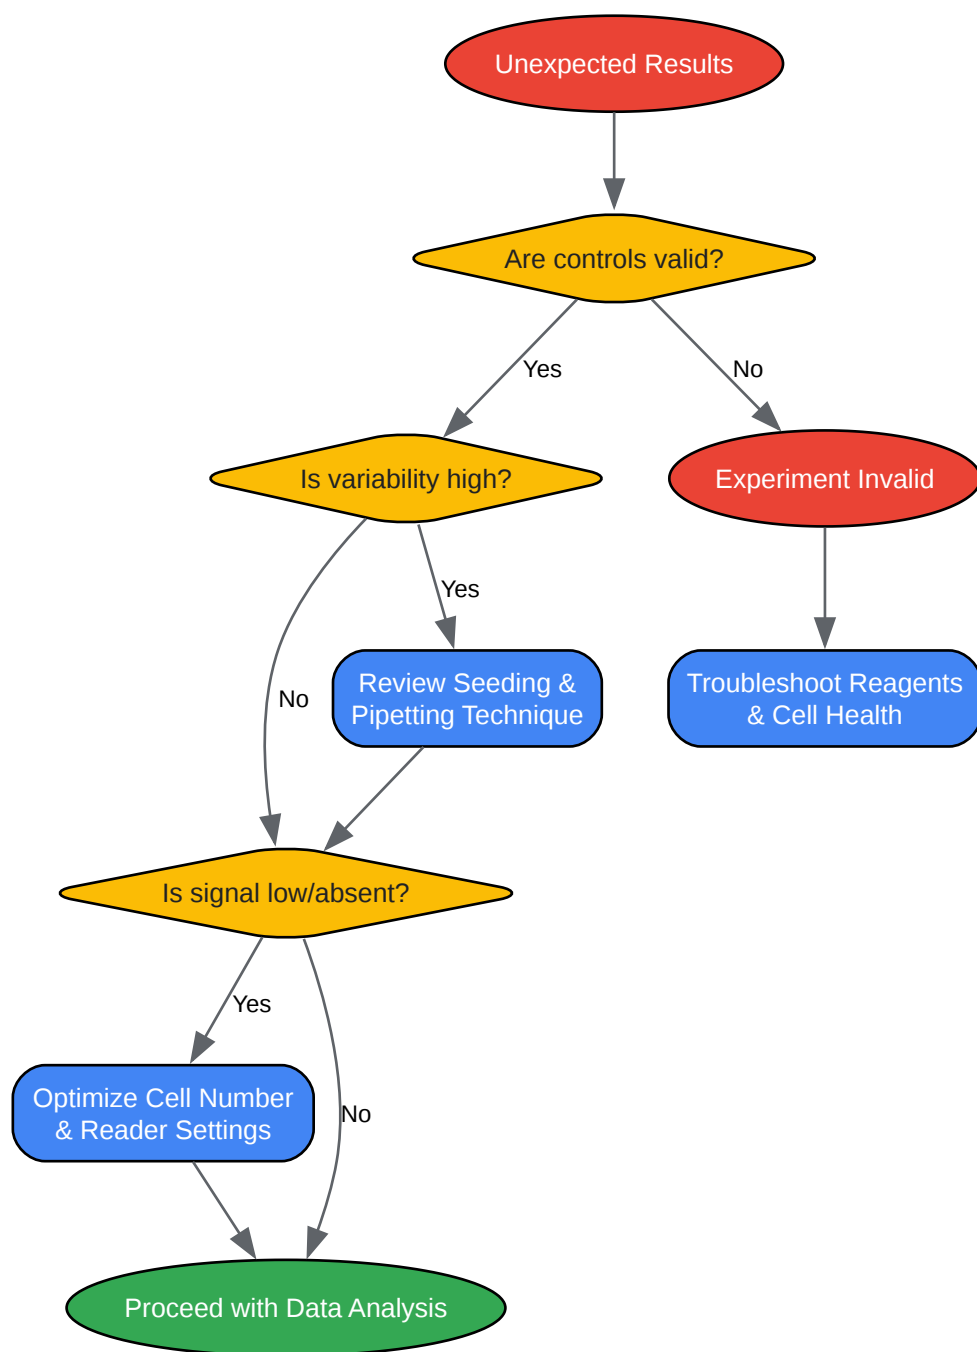 Unexpected Results
Are controls valid?
Yes
No
Is variability high?
Experiment Invalid
Yes
No
Review Seeding &
Pipetting Technique
Troubleshoot Reagents
& Cell Health
Is signal low/absent?
Yes
No
Optimize Cell Number
& Reader Settings
Proceed with Data Analysis